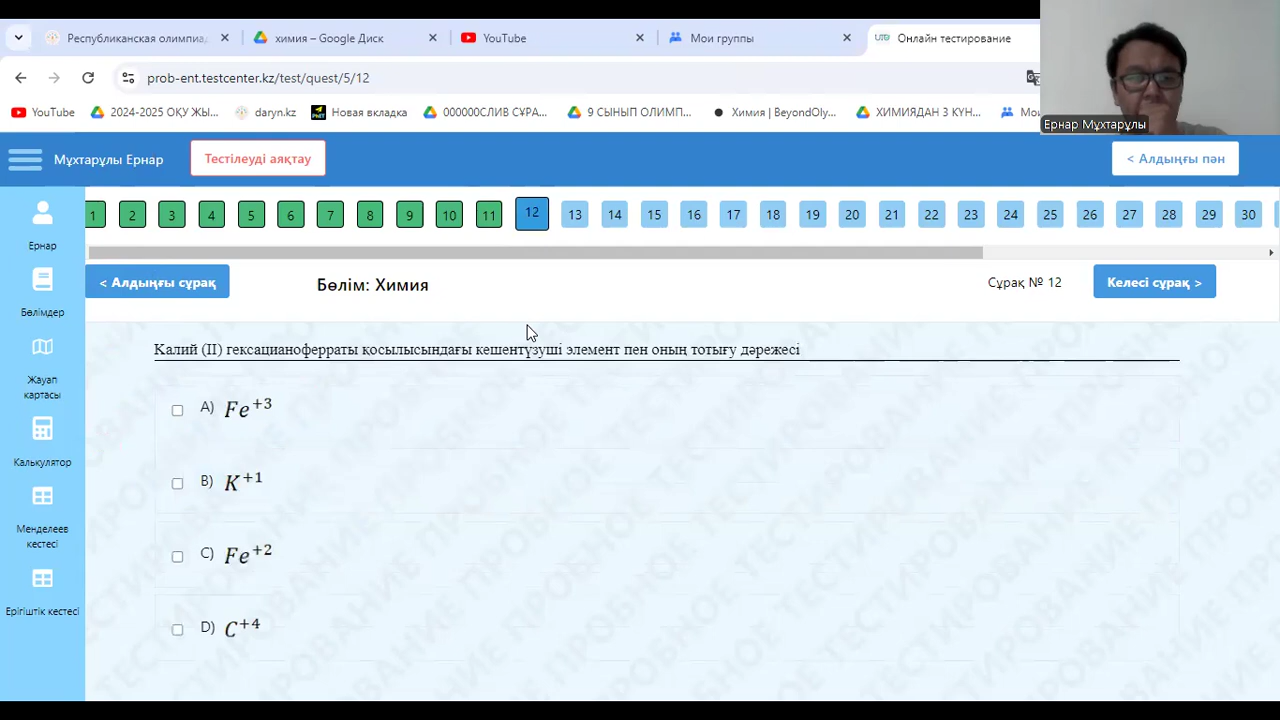 Республиканская олимпиад
химия – Google Диск
YouTube
Мои группы
Онлайн тестирование
prob-ent.testcenter.kz/test/quest/5/12
YouTube
2024-2025 ОҚУ ЖЫ...
daryn.kz
Новая вкладка
000000СЛИВ СҰРА...
9 СЫНЫП ОЛИМП...
Химия | BeyondOly...
ХИМИЯДАН 3 КҮН...
Мои
Ернар Мұхтарұлы
Мұхтарұлы Ернар
Тестілеуді аяқтау
< Алдыңғы пән
1 2 3 4 5 6 7 8 9 10 11 12 13 14 15 16 17 18 19 20 21 22 23 24 25 26 27 28 29 30
Ернар
Бөлімдер
Жауап
картасы
Калькулятор
Менделеев
кестесі
Ерігіштік кестесі
< Алдыңғы сұрақ
Бөлім: Химия
Сұрақ № 12
Келесі сұрақ >
Калий (II) гексацианоферраты қосылысындағы кешентүзуші элемент пен оның тотығу дәрежесі
A) Fe⁺³
B) K⁺¹
C) Fe⁺²
D) C⁺⁴
ПРОБНОЕ ТЕСТИРОВАНИЕ